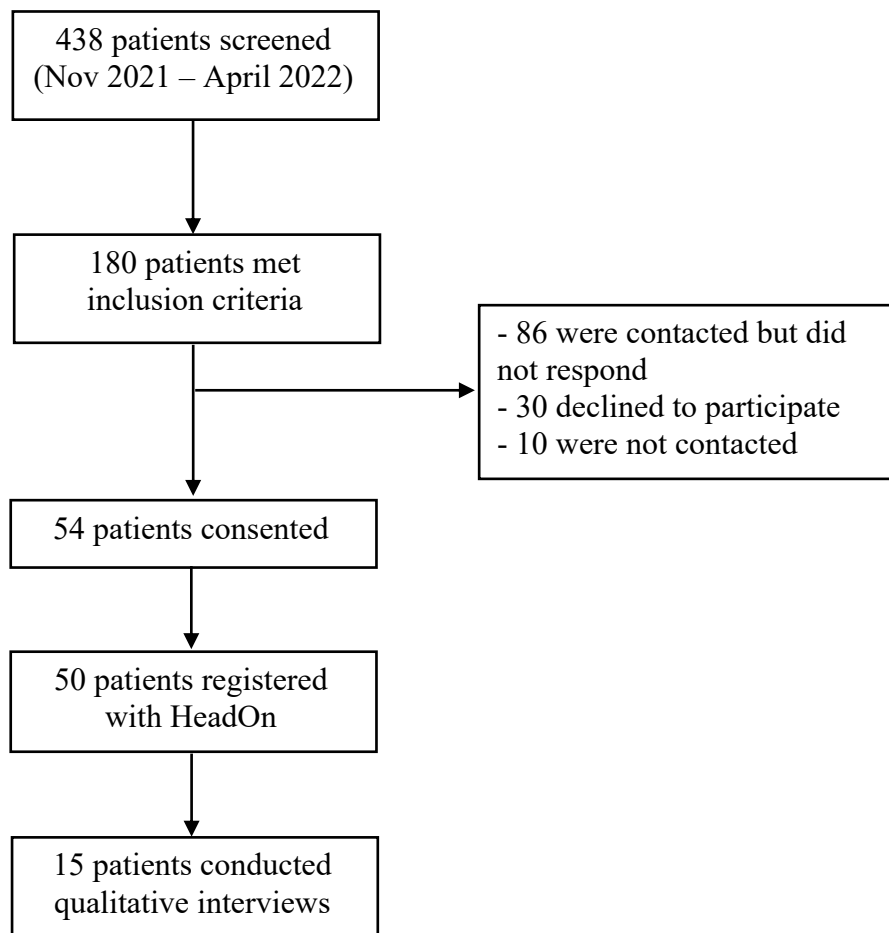 438 patients screened
(Nov 2021 – April 2022)
180 patients met
inclusion criteria
- 86 were contacted but did
not respond
- 30 declined to participate
- 10 were not contacted
54 patients consented
50 patients registered
with HeadOn
15 patients conducted
qualitative interviews